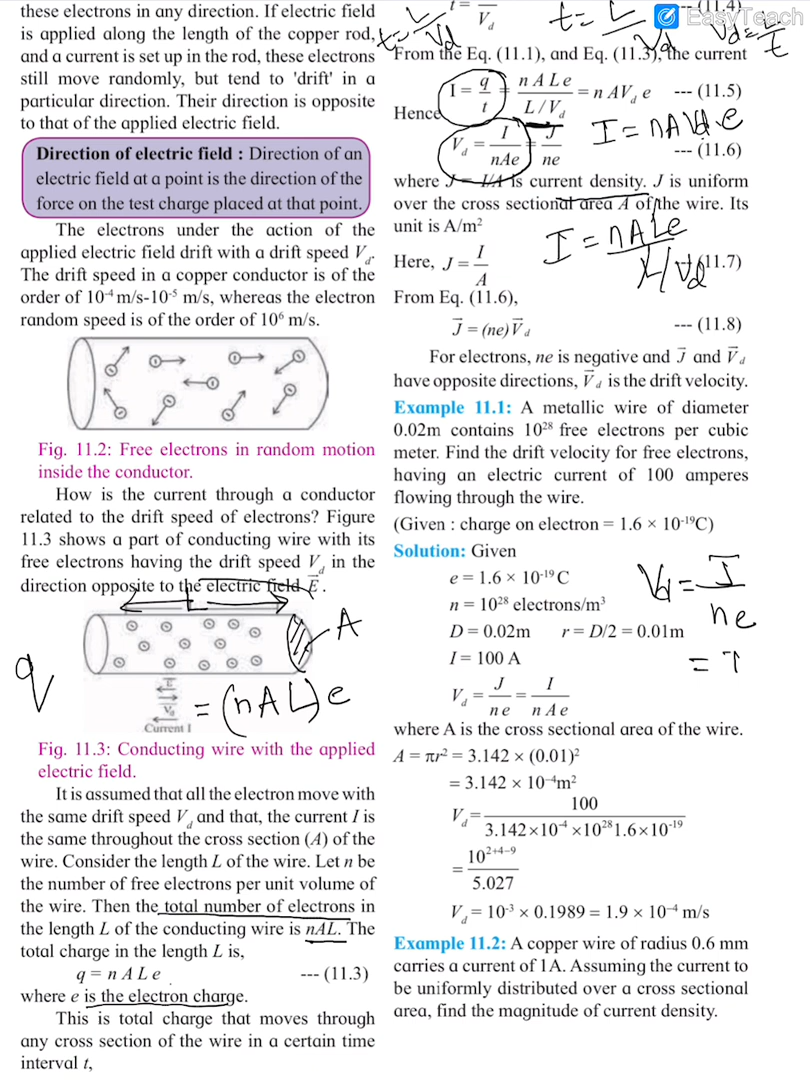 these electrons in any direction. If electric field
is applied along the length of the copper rod,
and a current is set up in the rod, these electrons
still move randomly, but tend to 'drift' in a
particular direction. Their direction is opposite
to that of the applied electric field.
Direction of electric field : Direction of an
electric field at a point is the direction of the
force on the test charge placed at that point.
The electrons under the action of the
applied electric field drift with a drift speed V_d.
The drift speed in a copper conductor is of the
order of 10⁻⁴ m/s-10⁻⁵ m/s, whereas the electron
random speed is of the order of 10⁶ m/s.
Fig. 11.2: Free electrons in random motion
inside the conductor.
How is the current through a conductor
related to the drift speed of electrons? Figure
11.3 shows a part of conducting wire with its
free electrons having the drift speed V_d in the
direction opposite to the electric field E⃗.
L
A
q = (nAL)e
E⃗
V_d
Current I
Fig. 11.3: Conducting wire with the applied
electric field.
It is assumed that all the electron move with
the same drift speed V_d and that, the current I is
the same throughout the cross section (A) of the
wire. Consider the length L of the wire. Let n be
the number of free electrons per unit volume of
the wire. Then the total number of electrons in
the length L of the conducting wire is nAL. The
total charge in the length L is,
q = n A L e --- (11.3)
where e is the electron charge.
This is total charge that moves through
any cross section of the wire in a certain time
interval t,
t = L/V_d --- (11.4)
t = L/Vd
t = L/Vd
Vd = L/t
EasyTeach
From the Eq. (11.1), and Eq. (11.3), the current
I = q/t = n A L e / L/V_d = n AV_d e --- (11.5)
I = nAVd e
Hence
V_d = I/nAe = J/ne --- (11.6)
where J = I/A is current density. J is uniform
over the cross sectional area A of the wire. Its
unit is A/m²
I = nALe / L/Vd
Here, J = I/A --- (11.7)
From Eq. (11.6),
J⃗ = (ne)V⃗_d --- (11.8)
For electrons, ne is negative and J⃗ and V⃗_d
have opposite directions, V⃗_d is the drift velocity.
Example 11.1: A metallic wire of diameter
0.02m contains 10²⁸ free electrons per cubic
meter. Find the drift velocity for free electrons,
having an electric current of 100 amperes
flowing through the wire.
(Given : charge on electron = 1.6 × 10⁻¹⁹C)
Solution: Given
e = 1.6 × 10⁻¹⁹ C
n = 10²⁸ electrons/m³
D = 0.02m r = D/2 = 0.01m
I = 100 A
V_d = J/n e = I/n A e
Vd = I/ne
=
where A is the cross sectional area of the wire.
A = πr² = 3.142 × (0.01)²
= 3.142 × 10⁻⁴m²
V_d = 100/3.142×10⁻⁴ ×10²⁸ 1.6×10⁻¹⁹
= 10²⁺⁴⁻⁹/5.027
V_d = 10⁻³ × 0.1989 = 1.9 × 10⁻⁴ m/s
Example 11.2: A copper wire of radius 0.6 mm
carries a current of 1A. Assuming the current to
be uniformly distributed over a cross sectional
area, find the magnitude of current density.